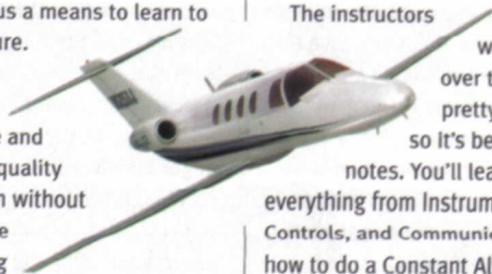 us a means to learn to
ure.
e and
quality
n without
e
g
The instructors
w
over t
pretty
so it's be
notes. You'll lea
everything from Instrum
Controls, and Communic
how to do a Constant Al